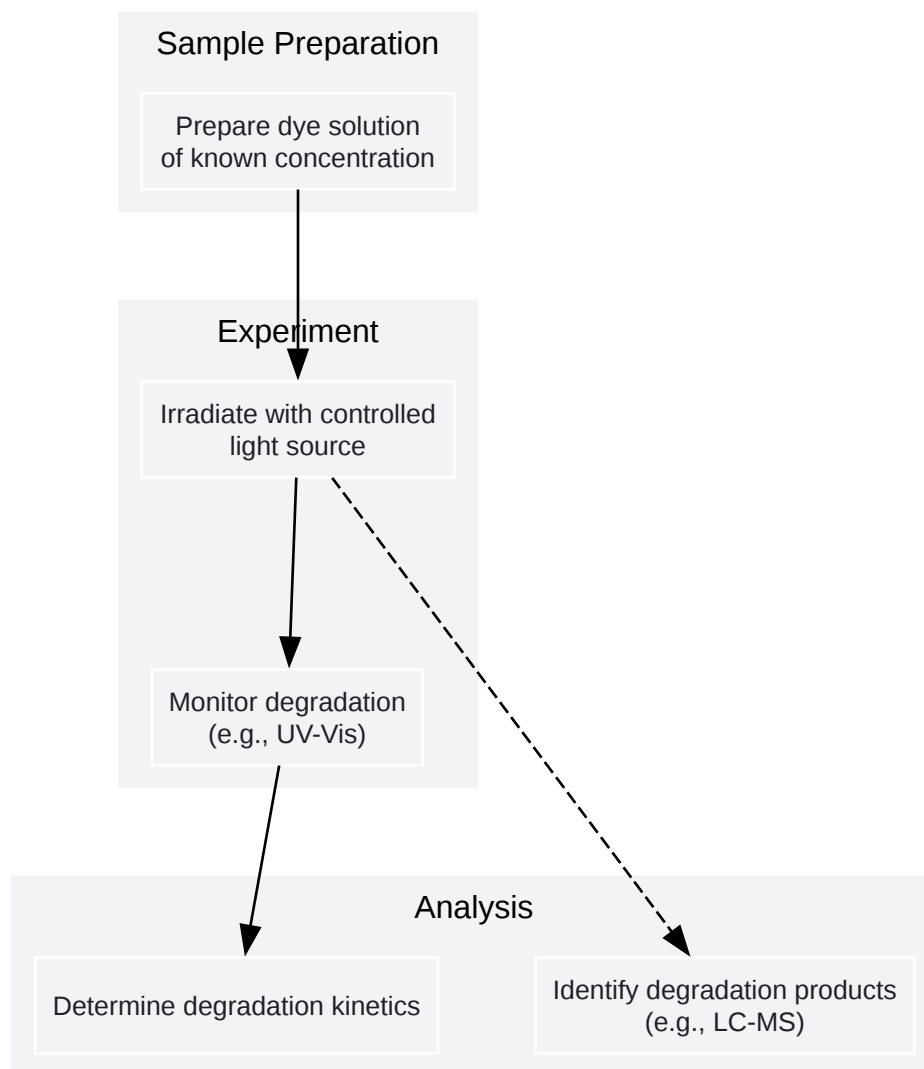 Sample Preparation
Prepare dye solution
of known concentration
Experiment
Irradiate with controlled
light source
Monitor degradation
(e.g., UV-Vis)
Analysis
Determine degradation kinetics
Identify degradation products
(e.g., LC-MS)